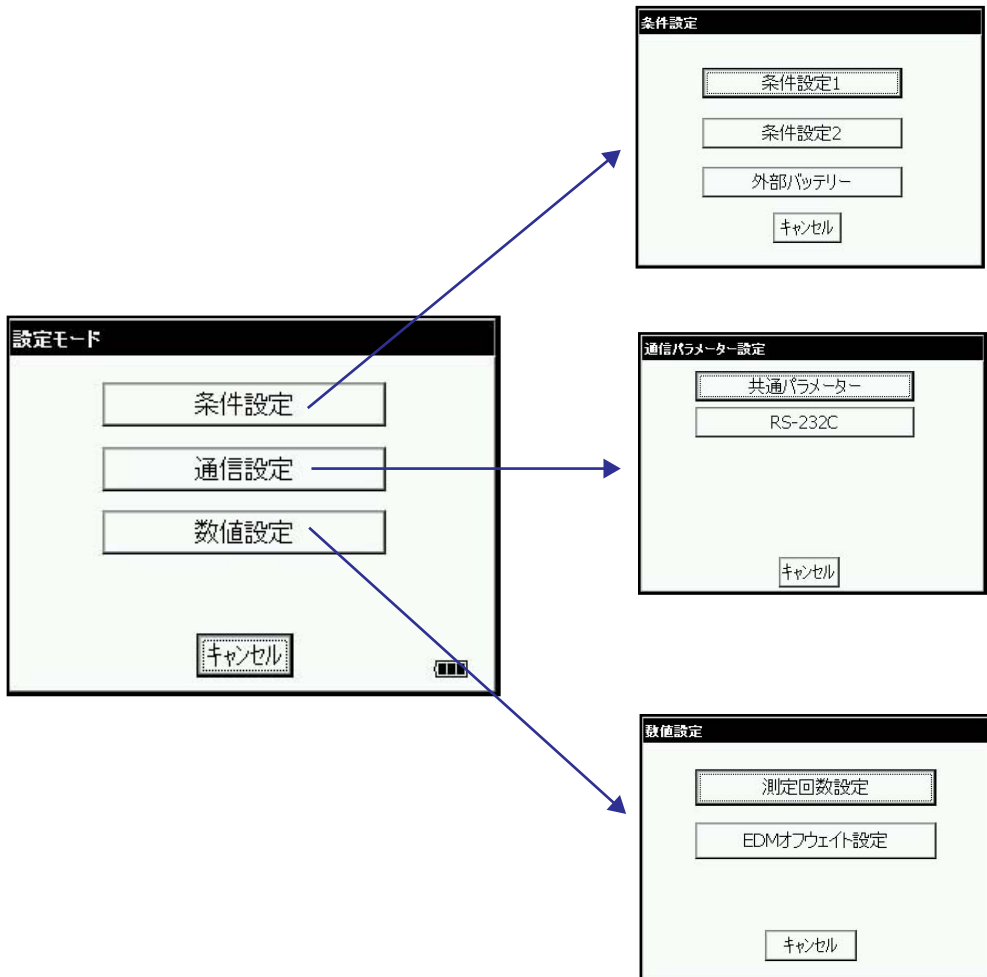 条件設定
条件設定1
条件設定2
外部バッテリー
キャンセル
設定モード
条件設定
通信設定
数値設定
キャンセル
通信パラメーター設定
共通パラメーター
RS-232C
キャンセル
数値設定
測定回数設定
EDMオフウェイト設定
キャンセル